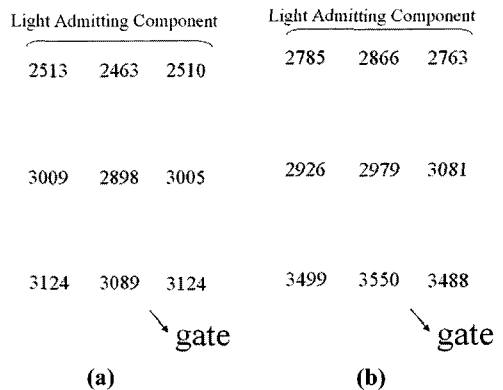 Light Admitting Component
2513 2463 2510
3009 2898 3005
3124 3089 3124
gate
(a)
Light Admitting Component
2785 2866 2763
2926 2979 3081
3499 3550 3488
gate
(b)